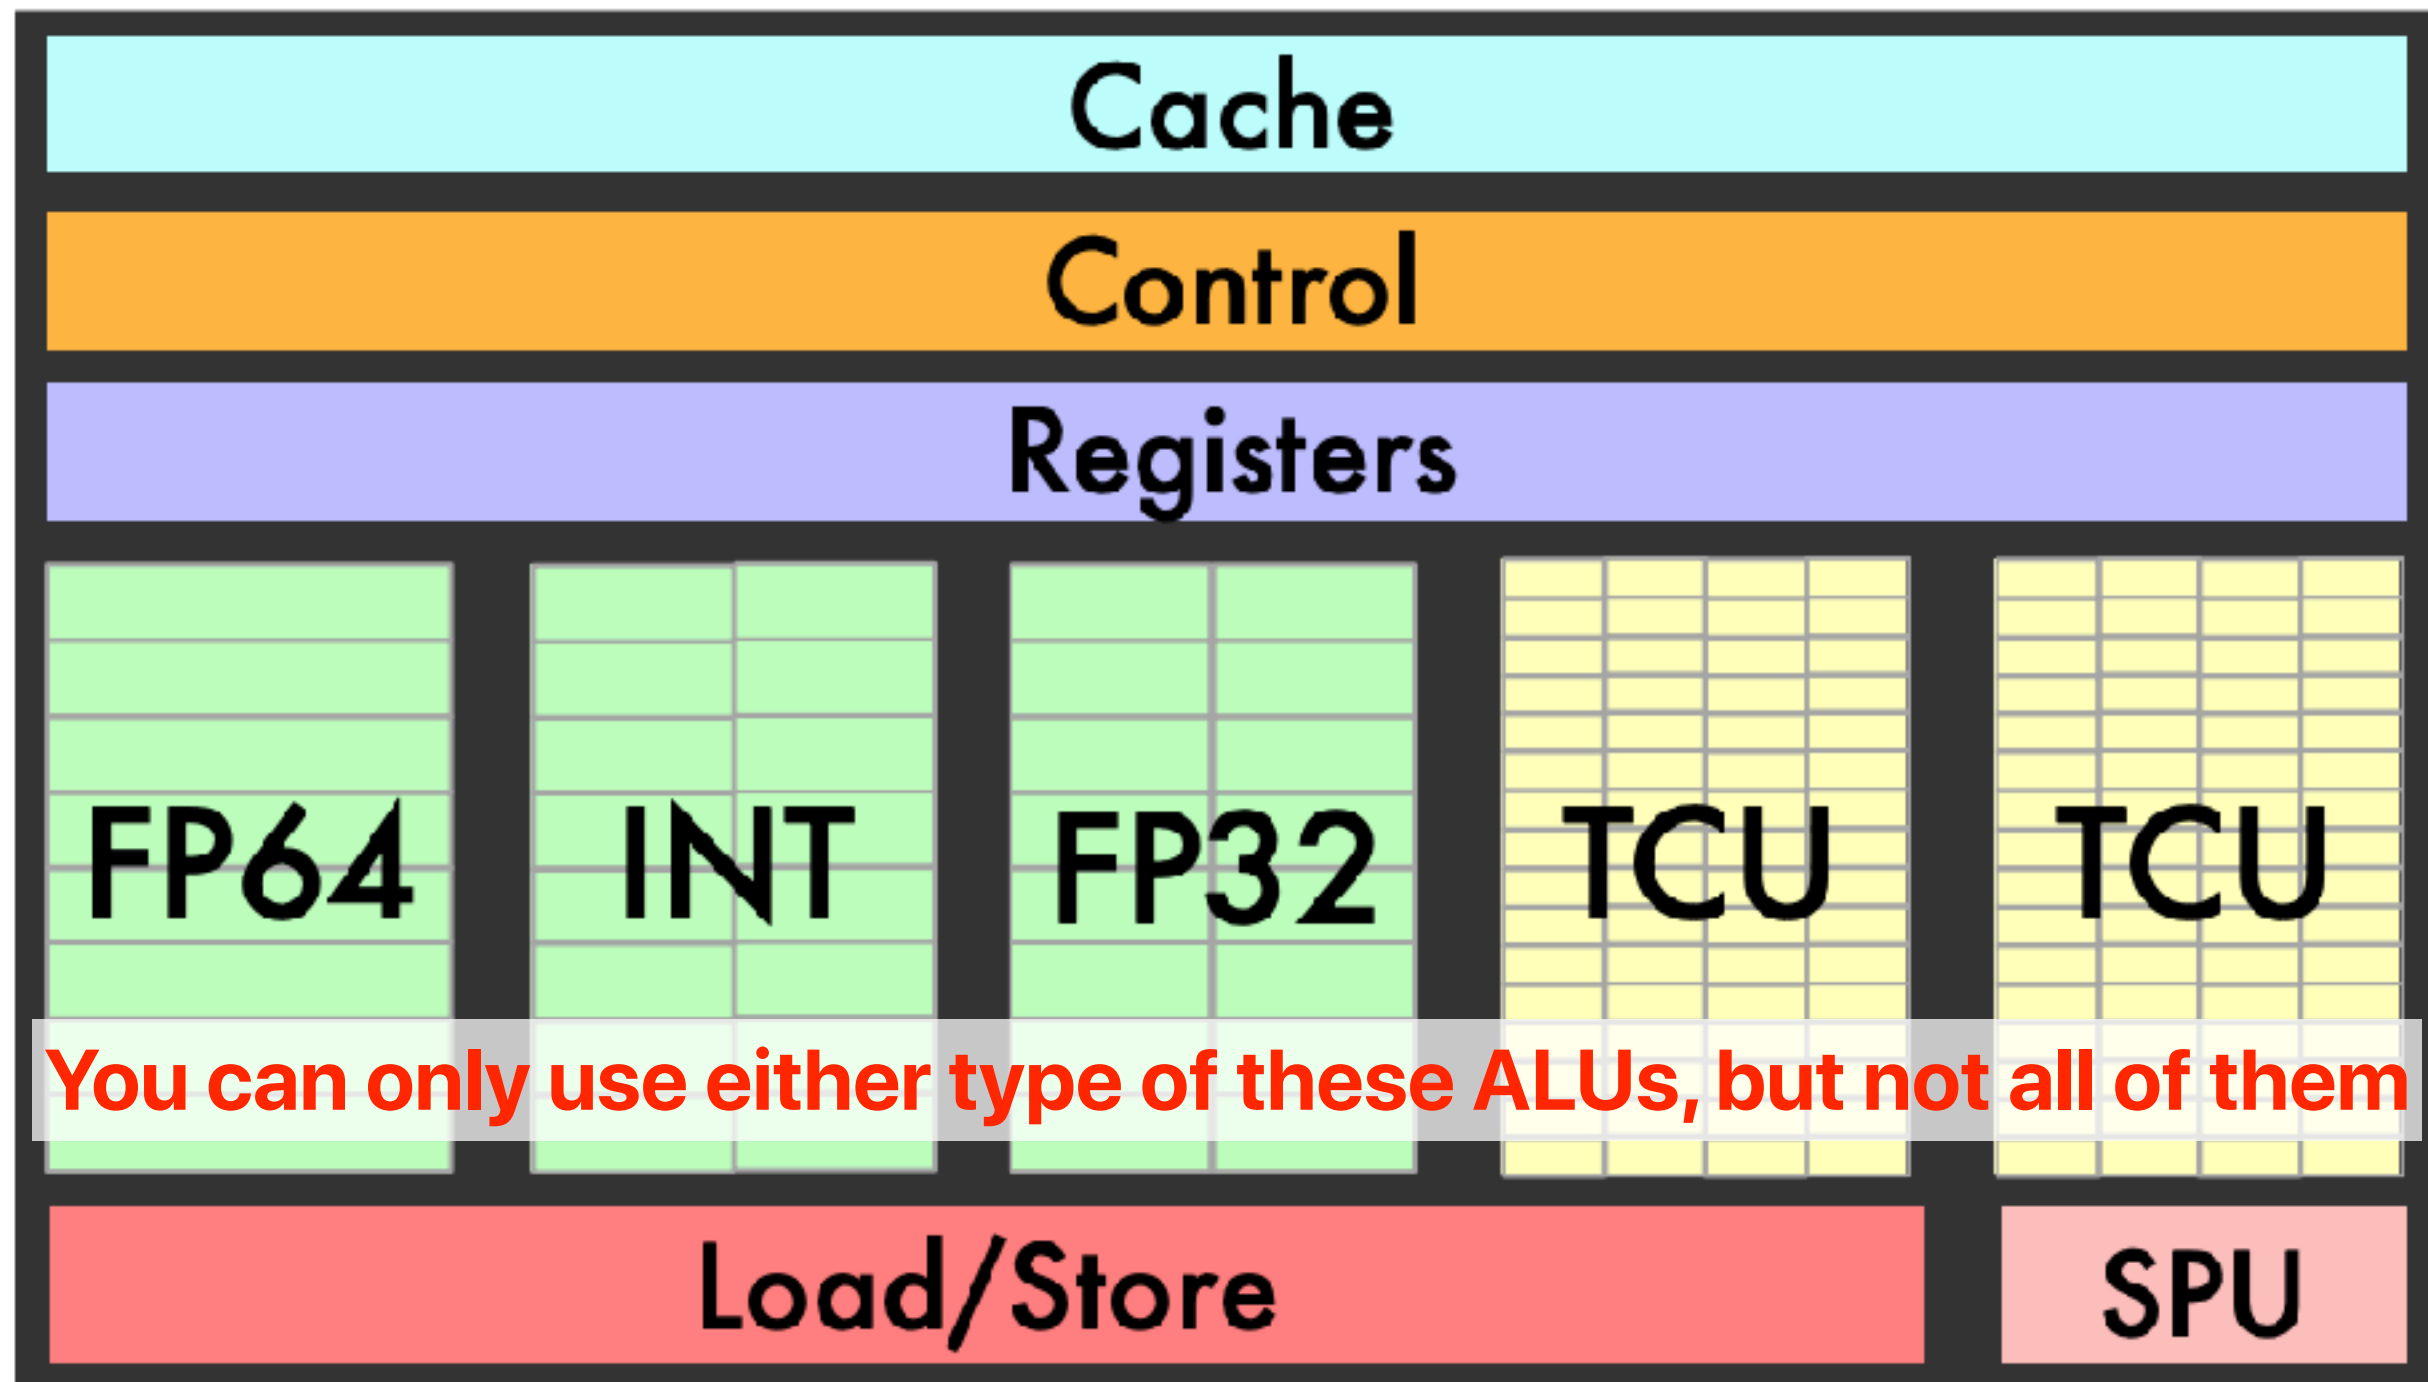 Cache
Control
Registers
FP64 INT FP32 TCU TCU
You can only use either type of these ALUs, but not all of them
Load/Store SPU